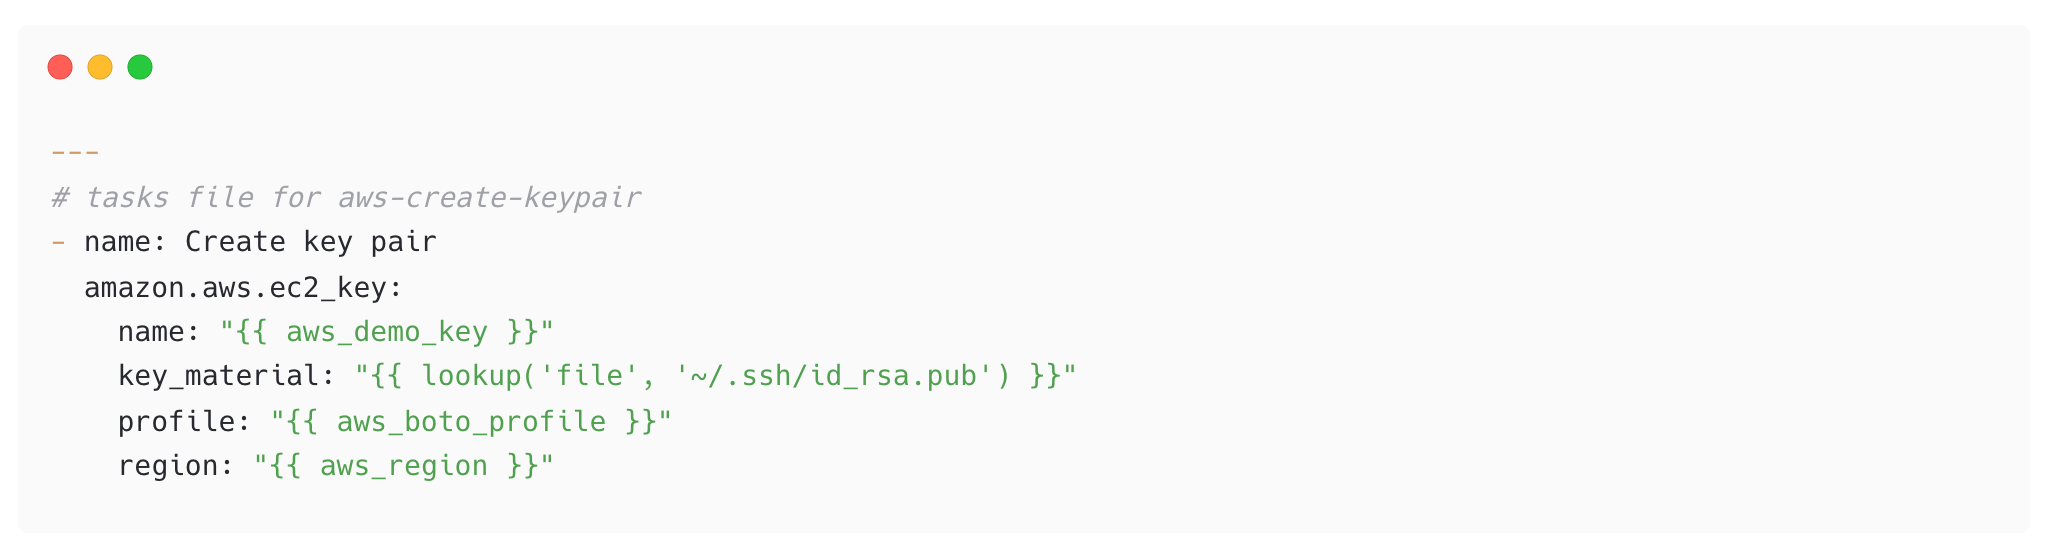 ---
# tasks file for aws-create-keypair
- name: Create key pair
  amazon.aws.ec2_key:
    name: "{{ aws_demo_key }}"
    key_material: "{{ lookup('file', '~/.ssh/id_rsa.pub') }}"
    profile: "{{ aws_boto_profile }}"
    region: "{{ aws_region }}"